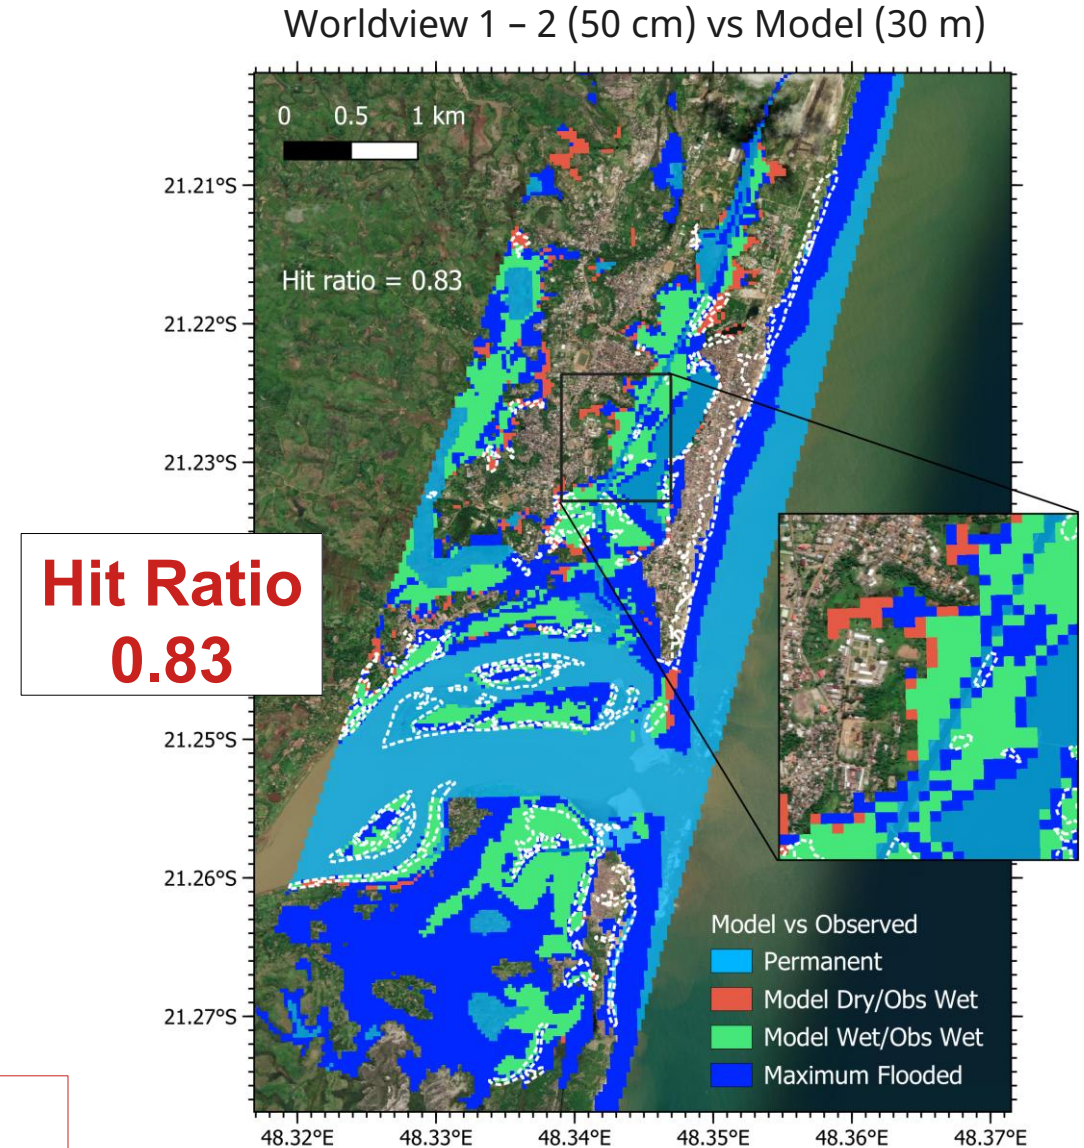 Worldview 1 – 2 (50 cm) vs Model (30 m)
0 0.5 1 km
21.21°S
Hit ratio = 0.83
21.22°S
21.23°S
Hit Ratio
0.83
21.25°S
21.26°S
Model vs Observed
Permanent
Model Dry/Obs Wet
Model Wet/Obs Wet
21.27°S
Maximum Flooded
48.32°E 48.33°E 48.34°E 48.35°E 48.36°E 48.37°E